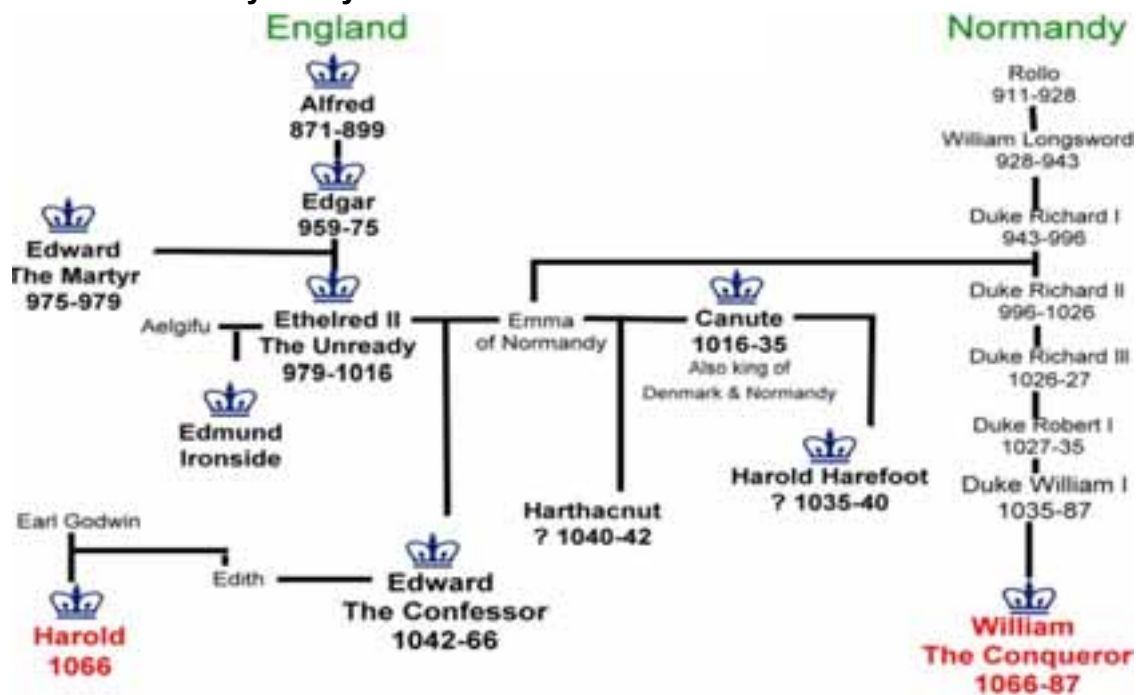 England
Normandy
Alfred
871-899
Edgar
959-75
Edward
The Martyr
975-979
Aelgifu
Ethelred II
The Unready
979-1016
Edmund
Ironside
Emma
of Normandy
Canute
1016-35
Also king of
Denmark & Normandy
Harold Harefoot
? 1035-40
Harthacnut
? 1040-42
Earl Godwin
Edith
Edward
The Confessor
1042-66
Harold
1066
Rollo
911-928
William Longsword
928-943
Duke Richard I
943-996
Duke Richard II
996-1026
Duke Richard III
1026-27
Duke Robert I
1027-35
Duke William I
1035-87
William
The Conqueror
1066-87